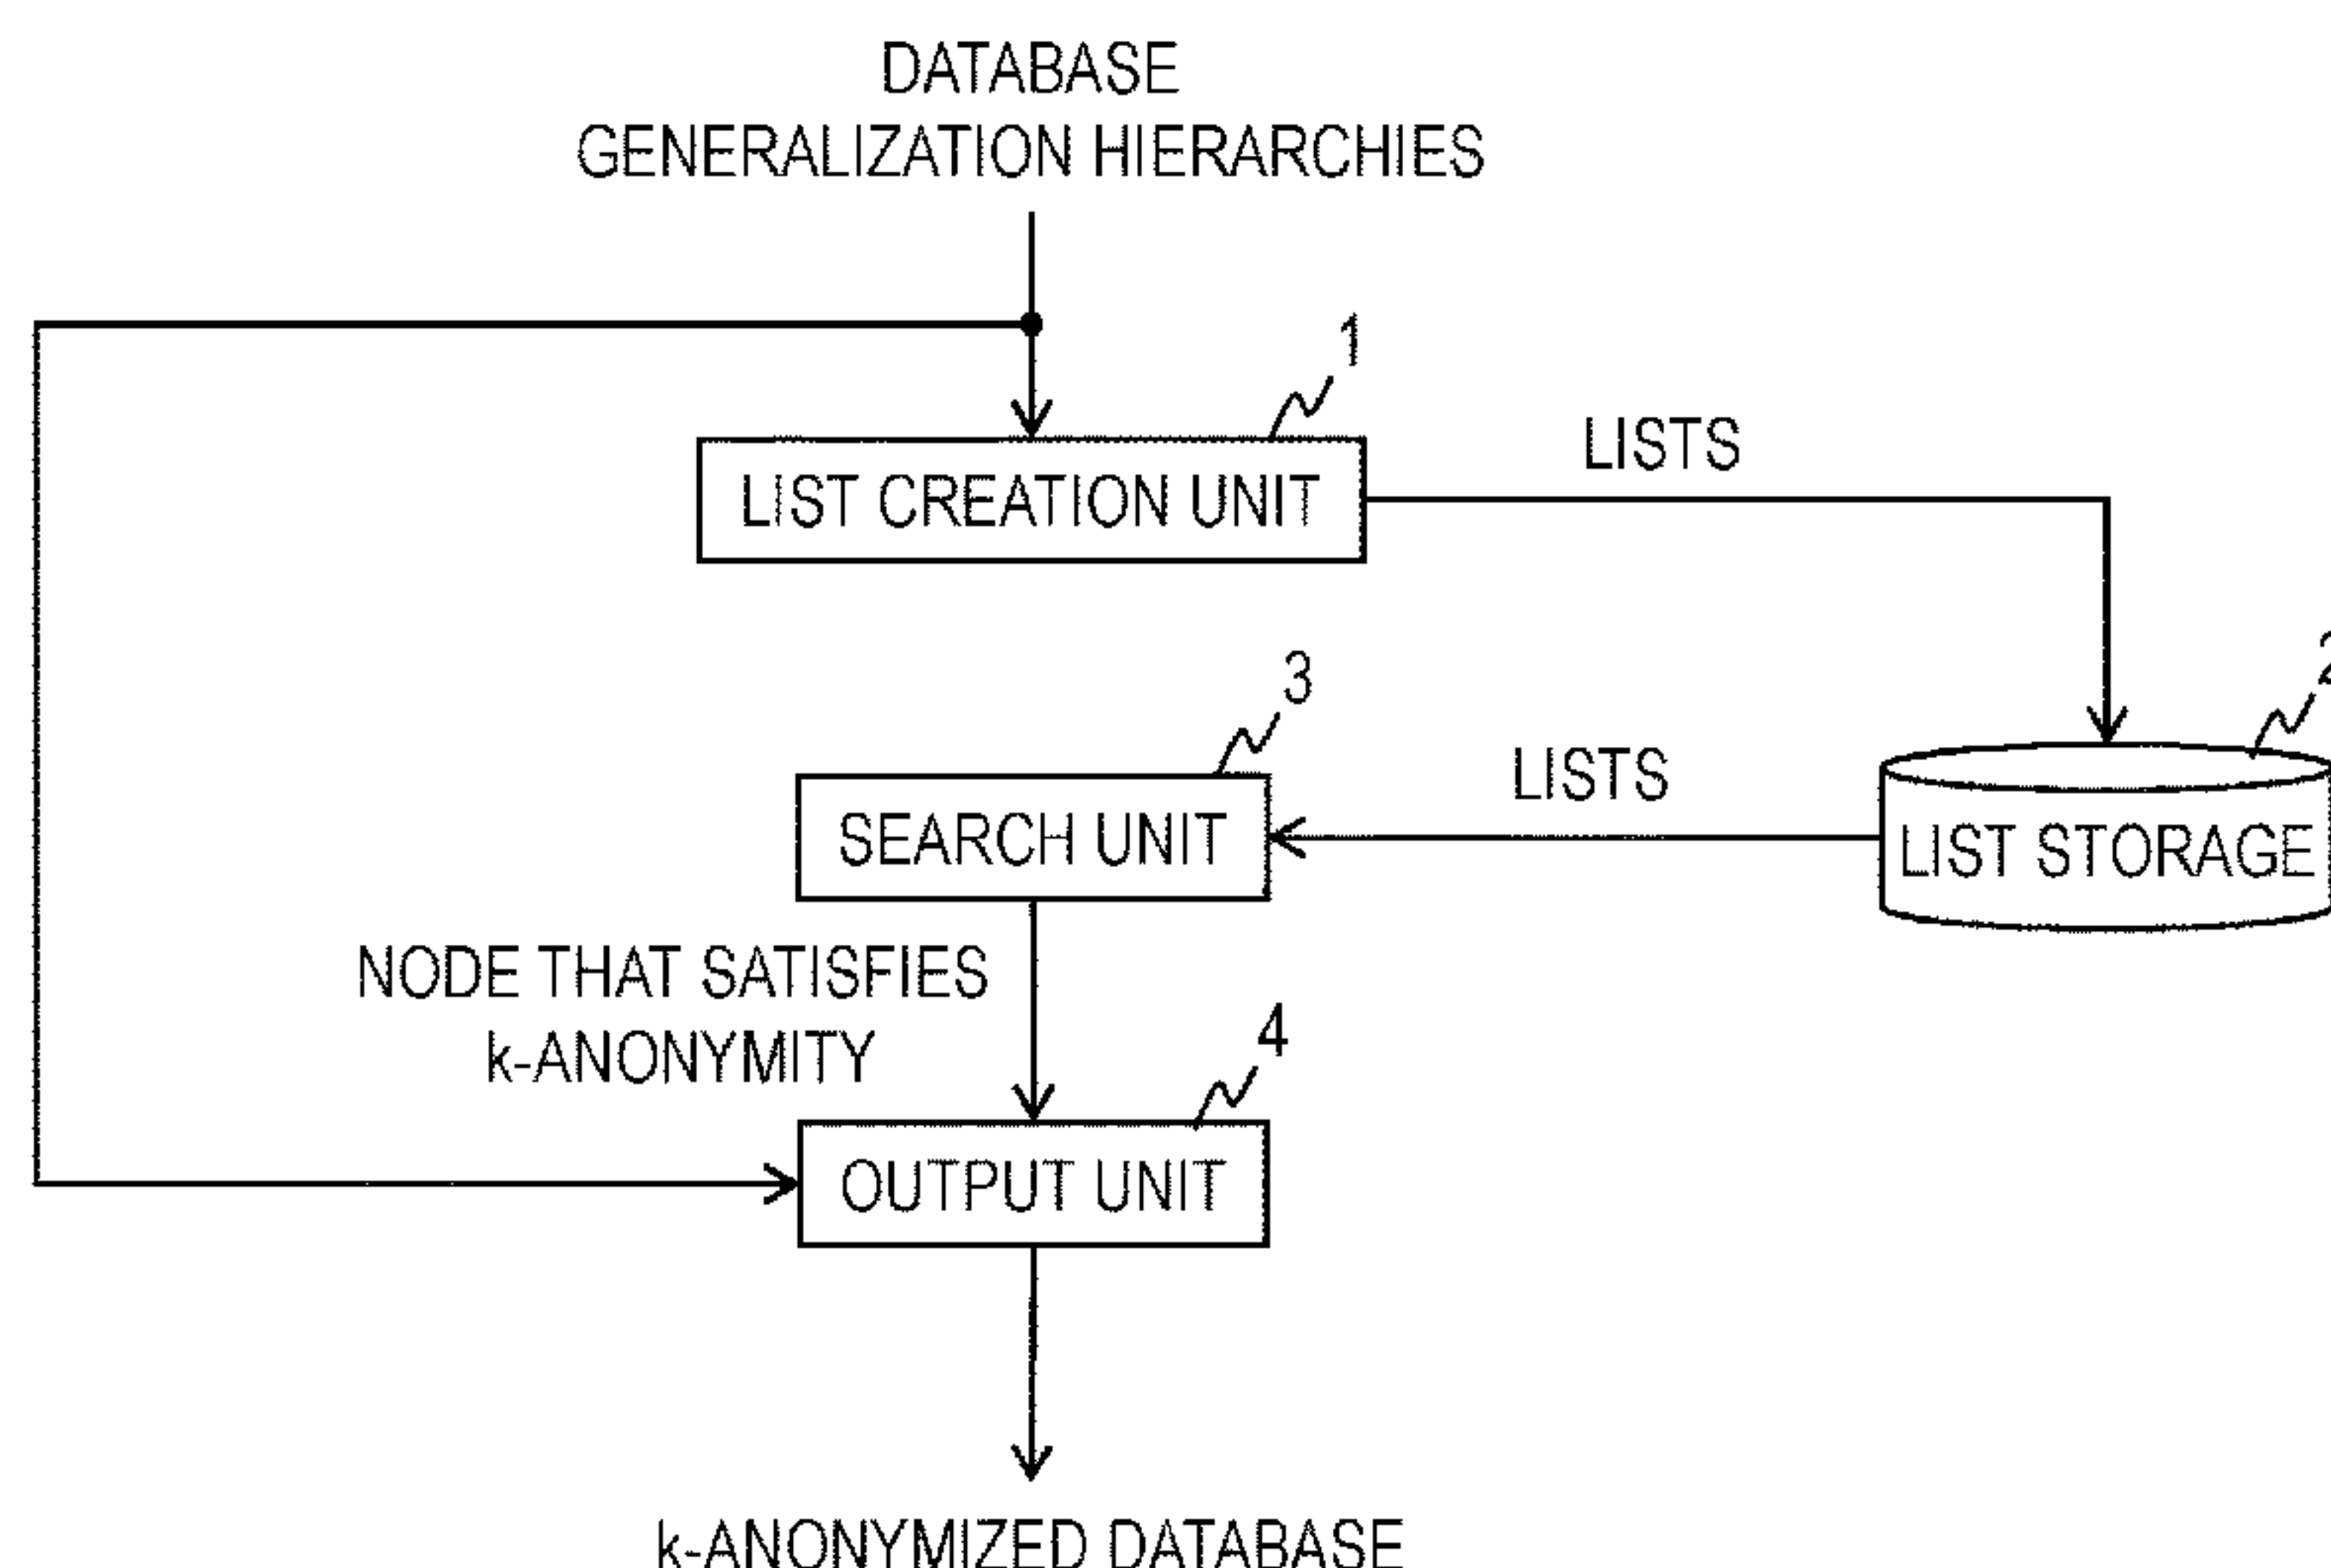 DATABASE
GENERALIZATION HIERARCHIES
1
LIST CREATION UNIT
LISTS
2
3
LISTS
SEARCH UNIT
LIST STORAGE
NODE THAT SATISFIES
k-ANONYMITY
4
OUTPUT UNIT
k-ANONYMIZED DATABASE